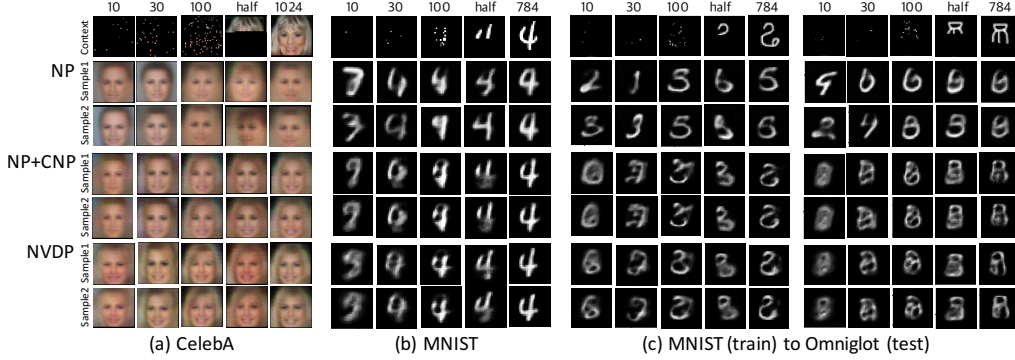 10 30 100 half 1024 10 30 100 half 784 10 30 100 half 784 10 30 100 half 784
Context
NP
Sample1
Sample2
NP+CNP
Sample1
Sample2
NVDP
Sample1
Sample2
(a) CelebA (b) MNIST (c) MNIST (train) to Omniglot (test)